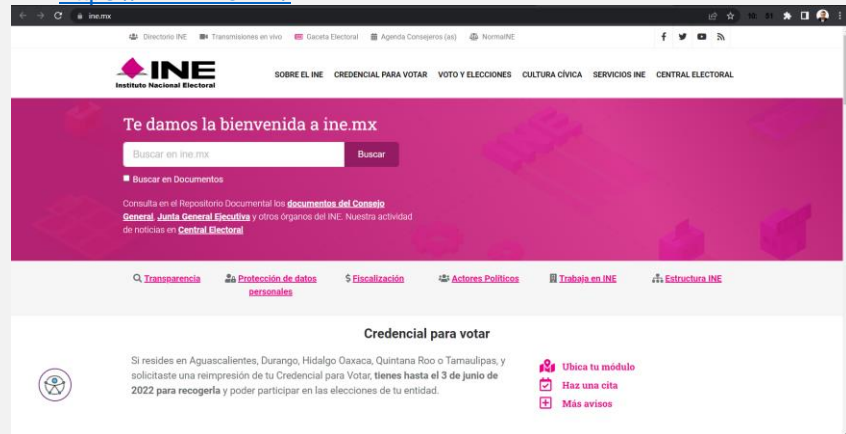 ine.mx
Directorio INE Transmisiones en vivo Gaceta Electoral Agenda Consejeros (as) NormaINE
INE
Instituto Nacional Electoral
SOBRE EL INE CREDENCIAL PARA VOTAR VOTO Y ELECCIONES CULTURA CÍVICA SERVICIOS INE CENTRAL ELECTORAL
Te damos la bienvenida a ine.mx
Buscar en ine.mx Buscar
Buscar en Documentos
Consulta en el Repositorio Documental los documentos del Consejo
General, Junta General Ejecutiva y otros órganos del INE. Nuestra actividad
de noticias en Central Electoral
Transparencia Protección de datos personales Fiscalización Actores Políticos Trabaja en INE Estructura INE
Credencial para votar
Si resides en Aguascalientes, Durango, Hidalgo Oaxaca, Quintana Roo o Tamaulipas, y
solicitaste una reimpresión de tu Credencial para Votar, tienes hasta el 3 de junio de
2022 para recogerla y poder participar en las elecciones de tu entidad.
Ubica tu módulo
Haz una cita
Más avisos